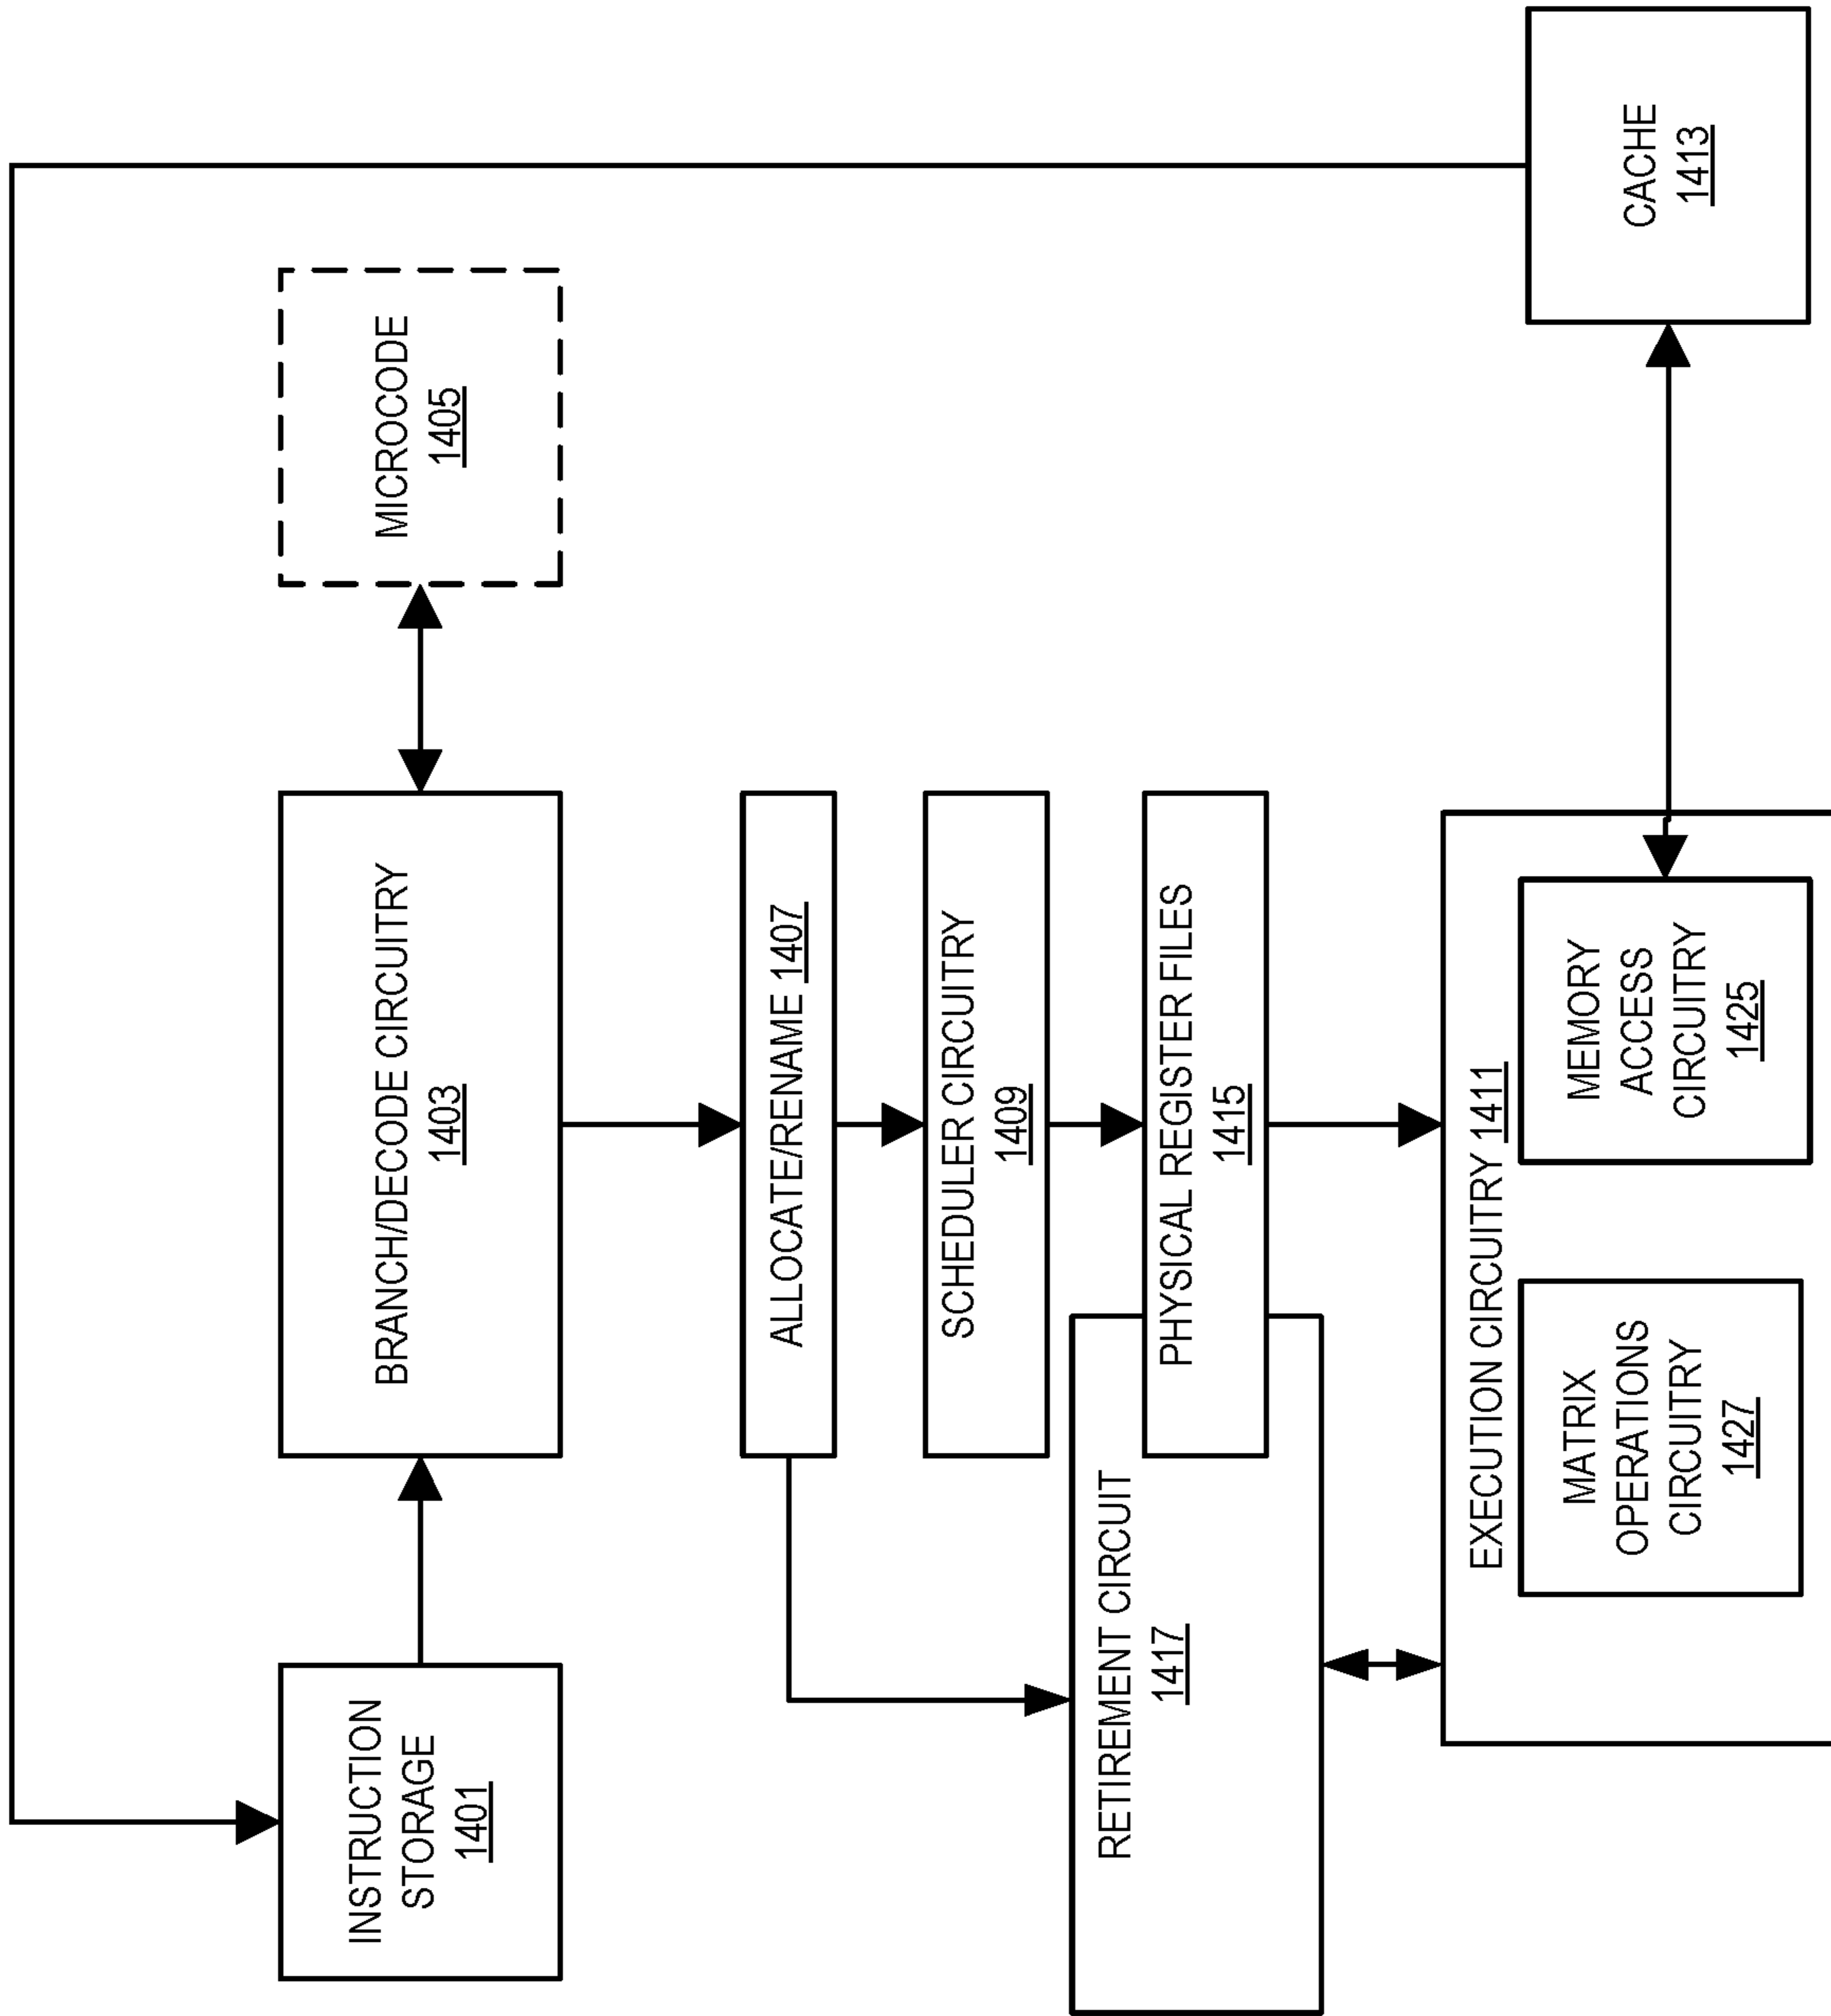 INSTRUCTION
STORAGE
1401
BRANCH/DECODE CIRCUITRY
1403
MICROCODE
1405
ALLOCATE/RENAME 1407
SCHEDULER CIRCUITRY
1409
RETIREMENT CIRCUIT
1417
PHYSICAL REGISTER FILES
1415
EXECUTION CIRCUITRY 1411
MATRIX
OPERATIONS
CIRCUITRY
1427
MEMORY
ACCESS
CIRCUITRY
1425
CACHE
1413